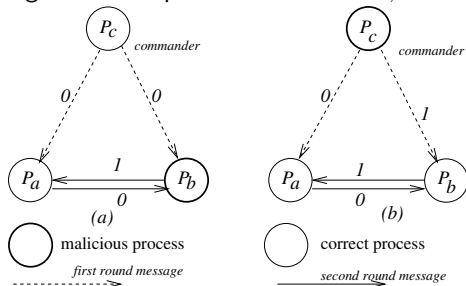 P_c
commander
0
0
P_a
1
0
P_b
(a)
P_c
commander
0
1
P_a
1
0
P_b
(b)
malicious process
correct process
first round message
second round message